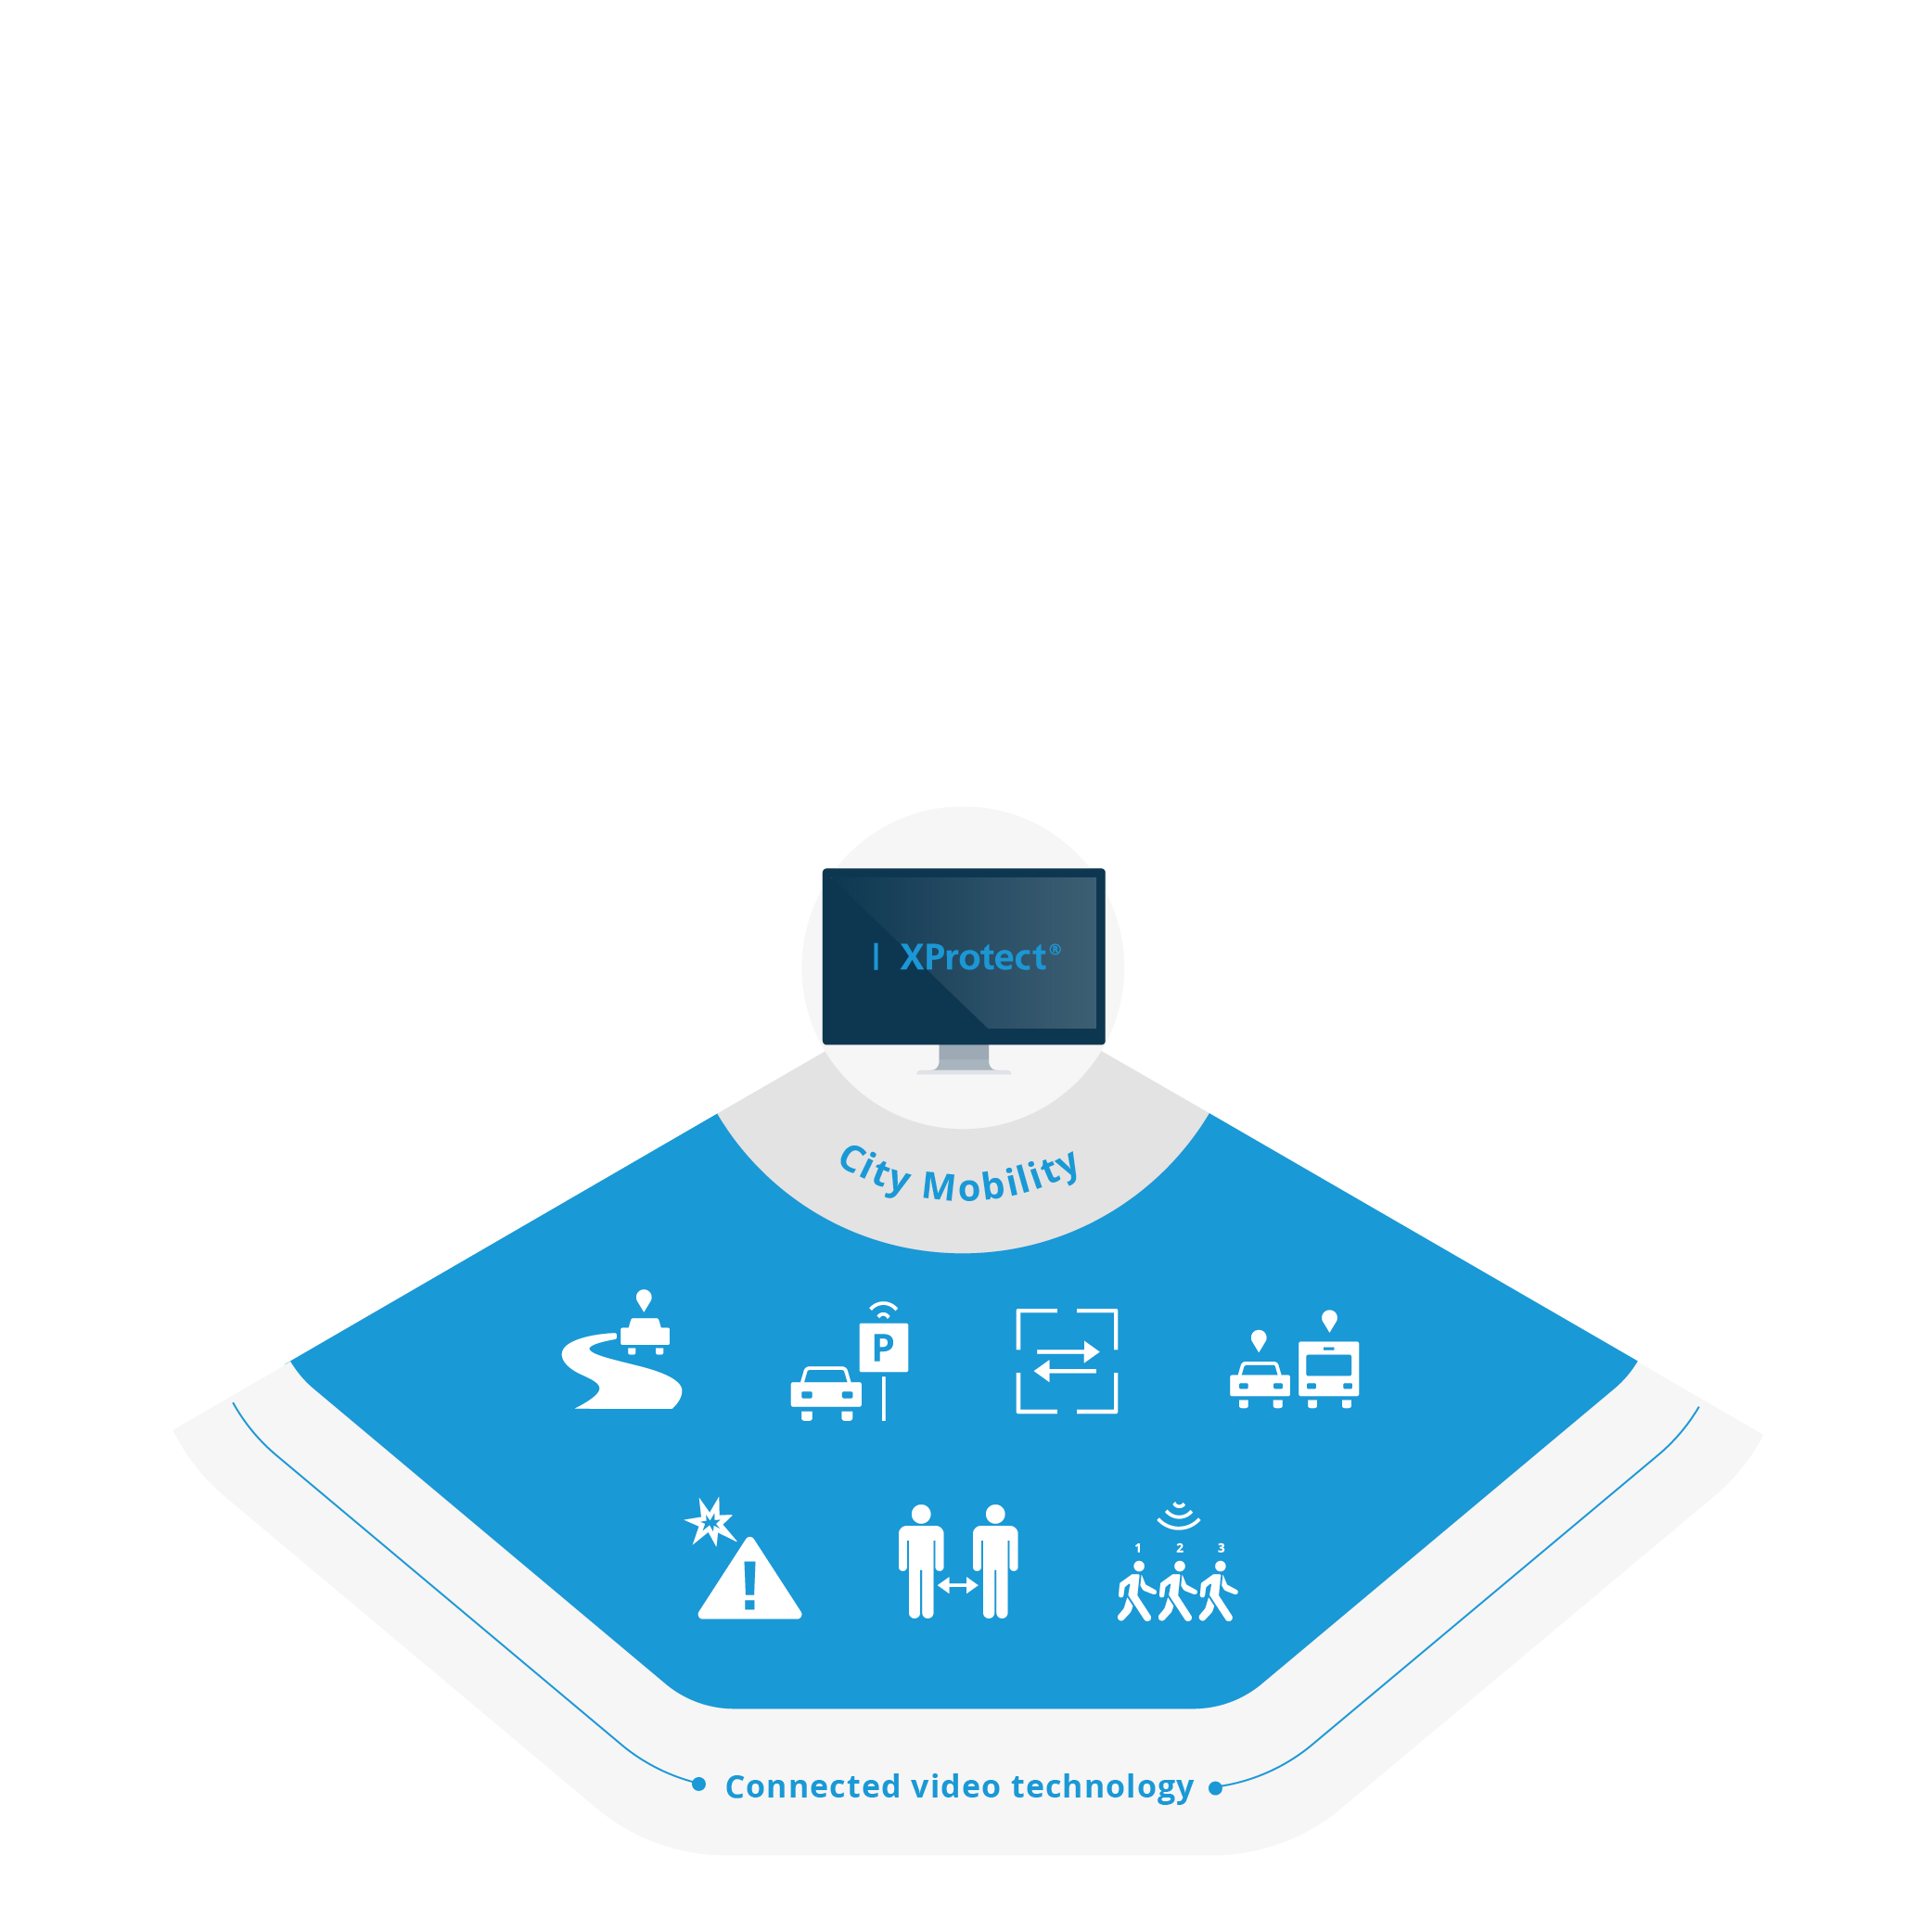 | XProtect®
City Mobility
P
!
1 2 3
Connected video technology